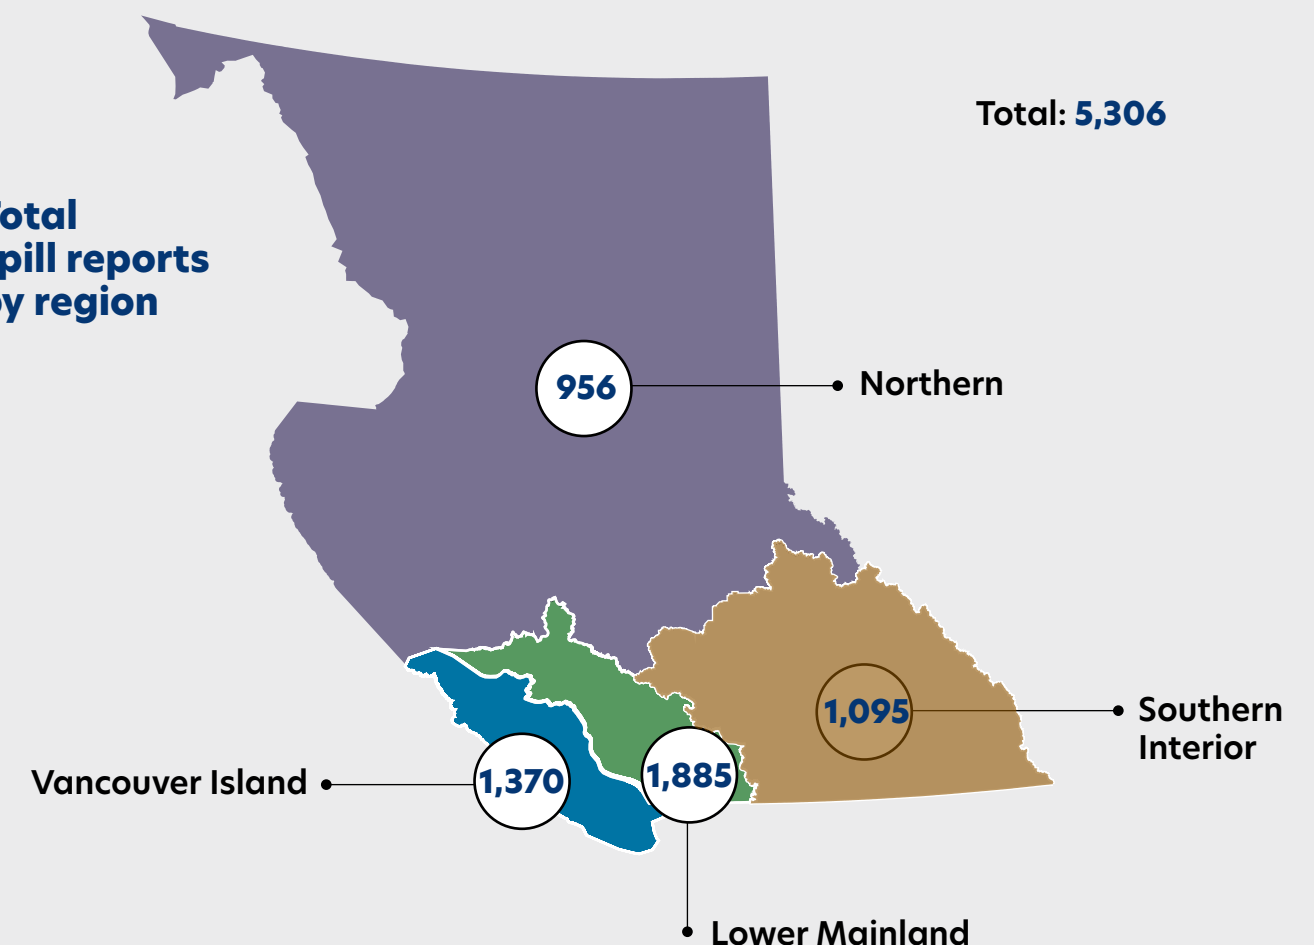 Total: 5,306
otal
pill reports
y region
956
Northern
1,095
Southern
Interior
Vancouver Island
1,370
1,885
Lower Mainland